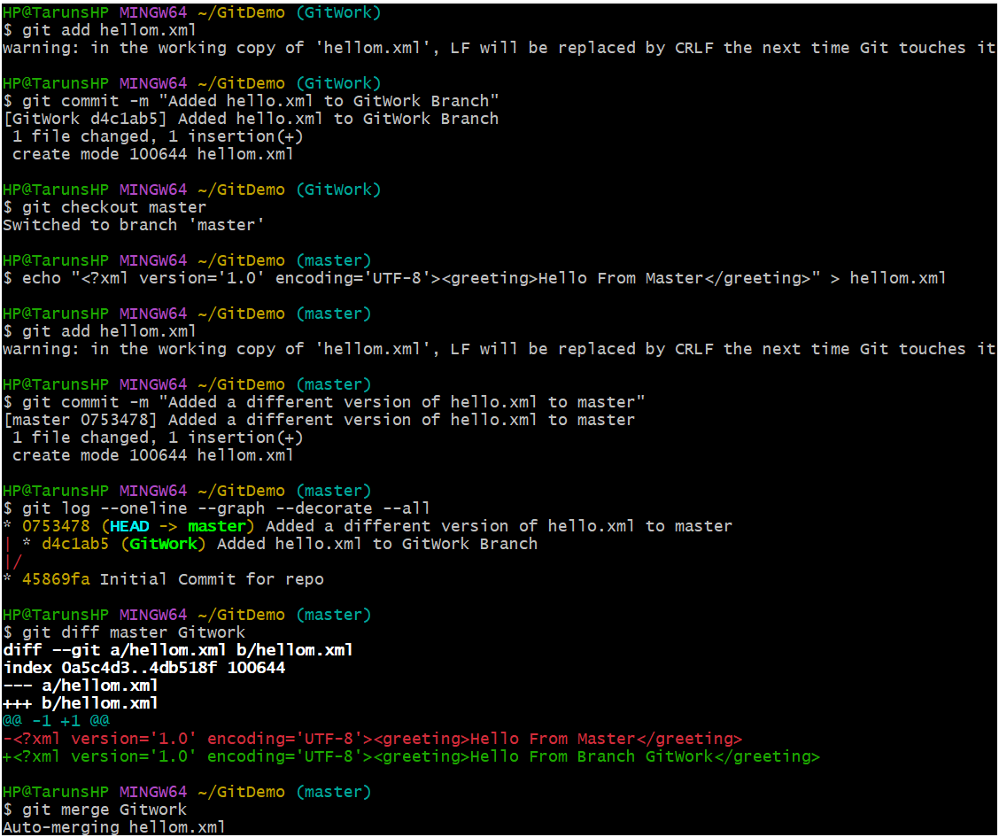 HP@TarunsHP MINGW64 ~/GitDemo (GitWork)
$ git add hellom.xml
warning: in the working copy of 'hellom.xml', LF will be replaced by CRLF the next time Git touches it
HP@TarunsHP MINGW64 ~/GitDemo (GitWork)
$ git commit -m "Added hello.xml to GitWork Branch"
[GitWork d4c1ab5] Added hello.xml to GitWork Branch
 1 file changed, 1 insertion(+)
 create mode 100644 hellom.xml
HP@TarunsHP MINGW64 ~/GitDemo (GitWork)
$ git checkout master
Switched to branch 'master'
HP@TarunsHP MINGW64 ~/GitDemo (master)
$ echo "<?xml version='1.0' encoding='UTF-8'><greeting>Hello From Master</greeting>" > hellom.xml
HP@TarunsHP MINGW64 ~/GitDemo (master)
$ git add hellom.xml
warning: in the working copy of 'hellom.xml', LF will be replaced by CRLF the next time Git touches it
HP@TarunsHP MINGW64 ~/GitDemo (master)
$ git commit -m "Added a different version of hello.xml to master"
[master 0753478] Added a different version of hello.xml to master
 1 file changed, 1 insertion(+)
 create mode 100644 hellom.xml
HP@TarunsHP MINGW64 ~/GitDemo (master)
$ git log --oneline --graph --decorate --all
* 0753478 (HEAD -> master) Added a different version of hello.xml to master
| * d4c1ab5 (GitWork) Added hello.xml to GitWork Branch
|/
* 45869fa Initial Commit for repo
HP@TarunsHP MINGW64 ~/GitDemo (master)
$ git diff master Gitwork
diff --git a/hellom.xml b/hellom.xml
index 0a5c4d3..4db518f 100644
--- a/hellom.xml
+++ b/hellom.xml
@@ -1 +1 @@
-<?xml version='1.0' encoding='UTF-8'><greeting>Hello From Master</greeting>
+<?xml version='1.0' encoding='UTF-8'><greeting>Hello From Branch GitWork</greeting>
HP@TarunsHP MINGW64 ~/GitDemo (master)
$ git merge Gitwork
Auto-merging hellom.xml